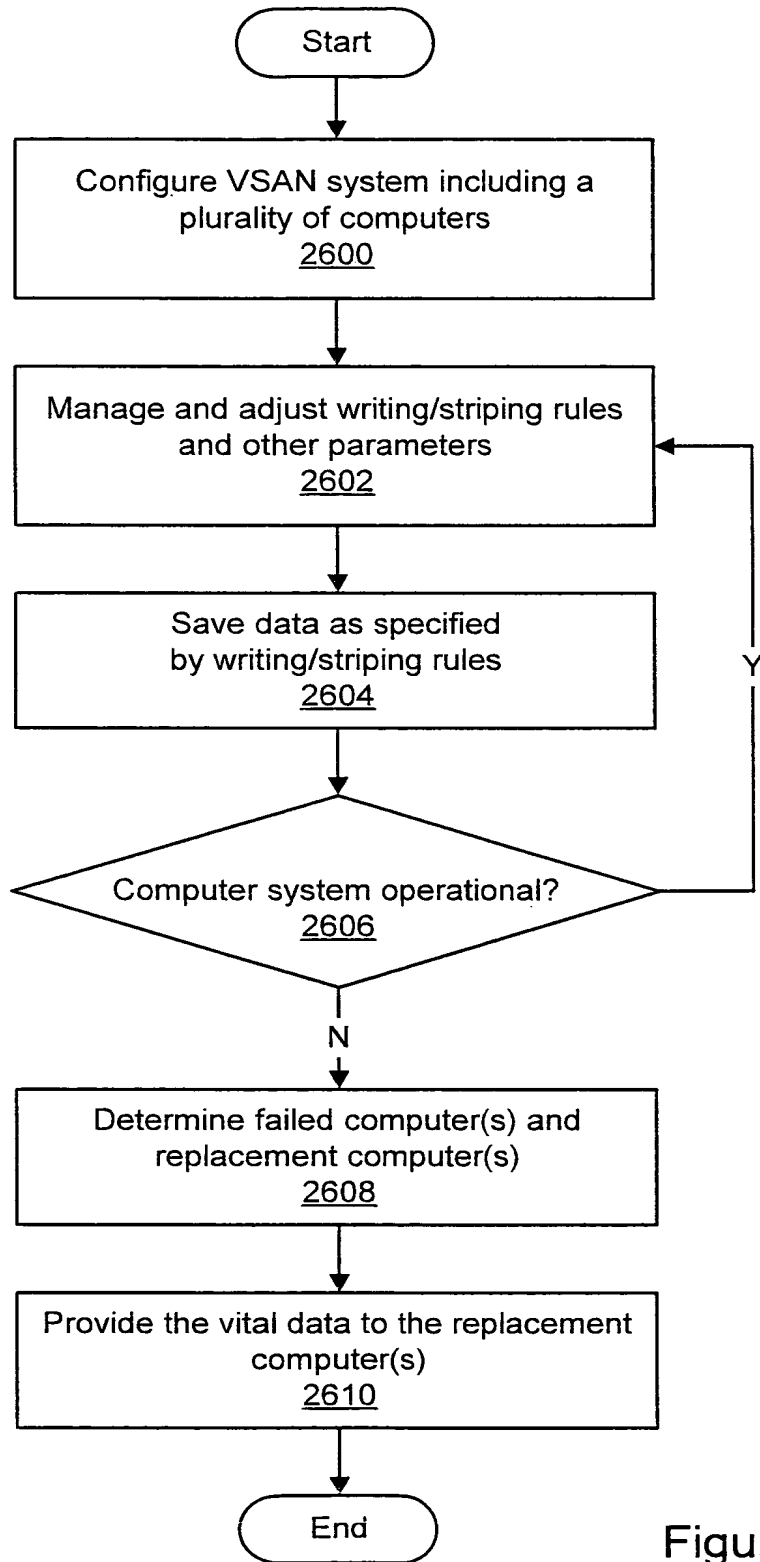 Start
Configure VSAN system including a
plurality of computers
2600
Manage and adjust writing/striping rules
and other parameters
2602
Save data as specified
by writing/striping rules
2604
Y
Computer system operational?
2606
N
Determine failed computer(s) and
replacement computer(s)
2608
Provide the vital data to the replacement
computer(s)
2610
End